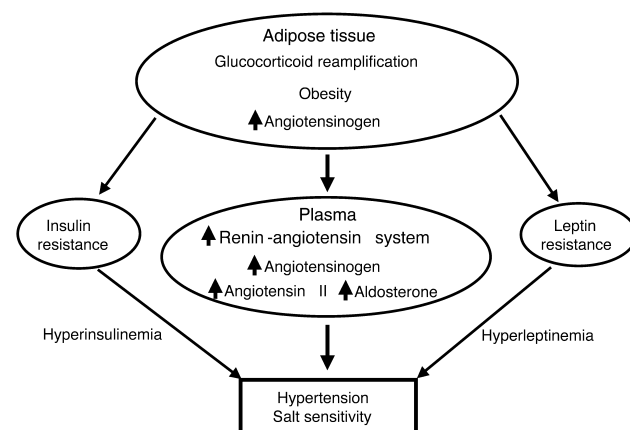 Adipose tissue
Glucocorticoid reamplification
Obesity
Angiotensinogen
Plasma
Renin-angiotensin system
Angiotensinogen
Angiotensin II Aldosterone
Insulin
resistance
Leptin
resistance
Hyperinsulinemia
Hyperleptinemia
Hypertension
Salt sensitivity